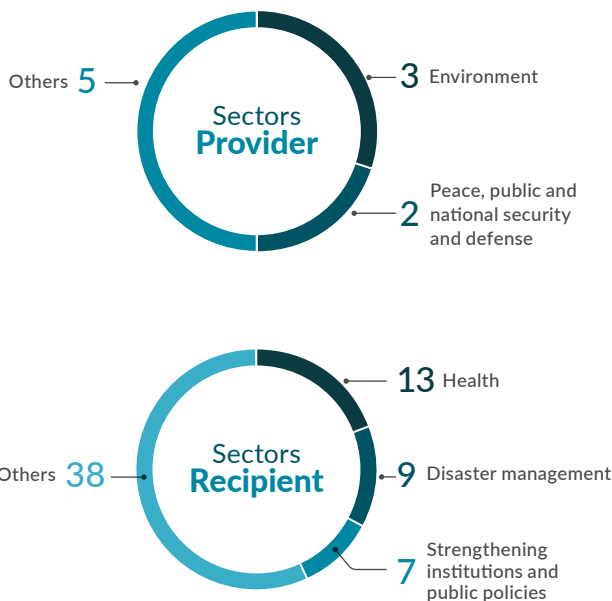 Others 5
Sectors
Provider
3 Environment
2 Peace, public and
national security
and defense
Sectors
Recipient
13 Health
Others 38
9 Disaster management
7 Strengthening
institutions and
public policies